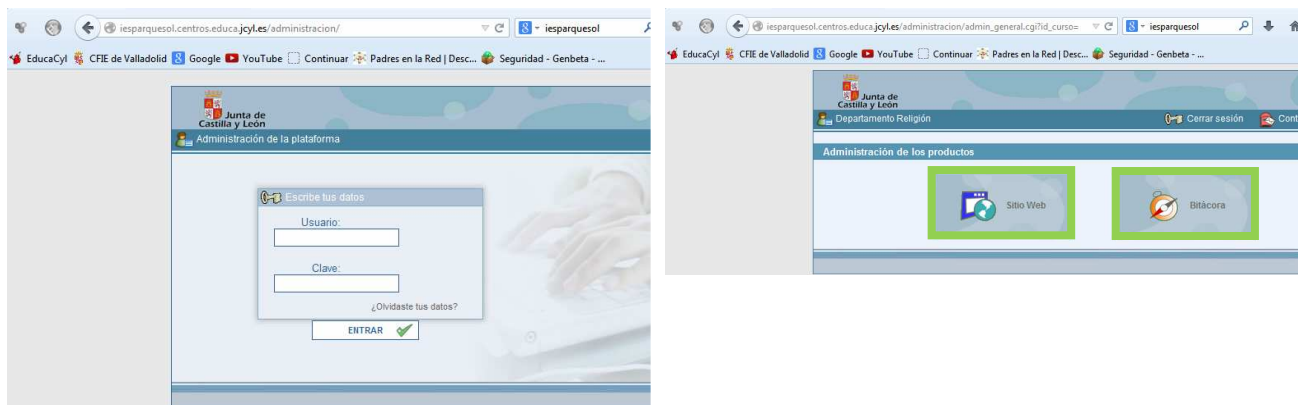 iesparquesol.centros.educa.jcyl.es/administracion/
iesparquesol
EducaCyl CFIE de Valladolid Google YouTube Continuar Padres en la Red | Desc... Seguridad - Genbeta - ...
Junta de
Castilla y León
Administración de la plataforma
Escribe tus datos
Usuario:
Clave:
¿Olvidaste tus datos?
ENTRAR
iesparquesol.centros.educa.jcyl.es/administracion/admin_general.cgi?id_curso=
iesparquesol
EducaCyl CFIE de Valladolid Google YouTube Continuar Padres en la Red | Desc... Seguridad - Genbeta - ...
Junta de
Castilla y León
Departamento Religión Cerrar sesión Cont
Administración de los productos
Sitio Web Bitácora